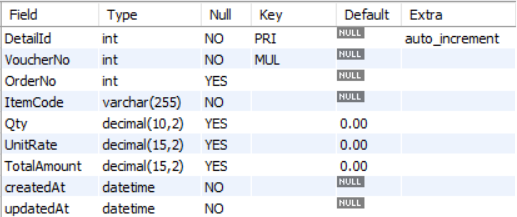 Field Type Null Key Default Extra
DetailId int NO PRI NULL auto_increment
VoucherNo int NO MUL NULL
OrderNo int YES NULL
ItemCode varchar(255) NO NULL
Qty decimal(10,2) YES 0.00
UnitRate decimal(15,2) YES 0.00
TotalAmount decimal(15,2) YES 0.00
createdAt datetime NO NULL
updatedAt datetime NO NULL